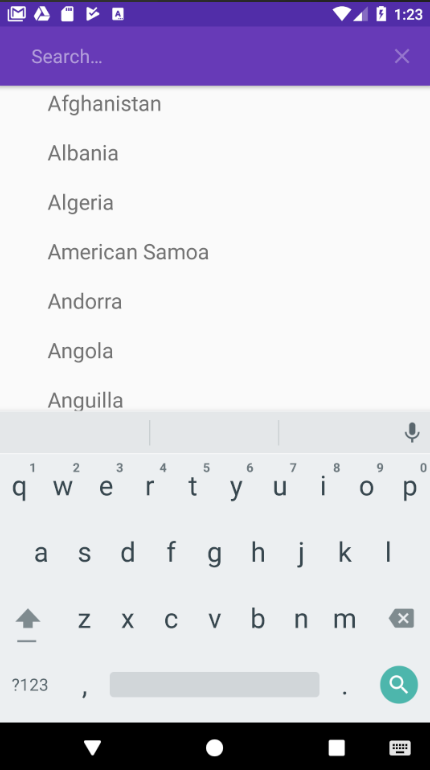 1:23
Search...
Afghanistan
Albania
Algeria
American Samoa
Andorra
Angola
Anguilla
1 2 3 4 5 6 7 8 9 0
q w e r t y u i o p
a s d f g h j k l
z x c v b n m
?123 , .